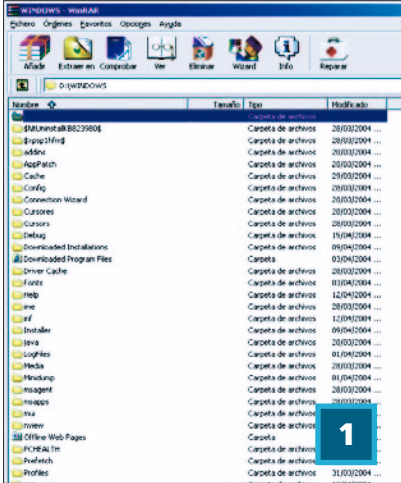 WINDOWS - WinRAR
Fichero Órdenes Favoritos Opciones Ayuda
Añadir Extraer en Comprobar Ver Eliminar Wizard Info Reparar
D:\WINDOWS
Nombre Tamaño Tipo Modificado
Carpeta de archivos
$NtUninstallKB823980$ Carpeta de archivos 28/03/2004 ...
$xpsp1hfm$ Carpeta de archivos 28/03/2004 ...
addins Carpeta de archivos 28/03/2004 ...
AppPatch Carpeta de archivos 28/03/2004 ...
Cache Carpeta de archivos 29/03/2004 ...
Config Carpeta de archivos 28/03/2004 ...
Connection Wizard Carpeta de archivos 28/03/2004 ...
Cursores Carpeta de archivos 28/03/2004 ...
Cursors Carpeta de archivos 28/03/2004 ...
Debug Carpeta de archivos 15/04/2004 ...
Downloaded Installations Carpeta de archivos 09/04/2004 ...
Downloaded Program Files Carpeta 03/04/2004 ...
Driver Cache Carpeta de archivos 28/03/2004 ...
Fonts Carpeta de archivos 03/04/2004 ...
Help Carpeta de archivos 12/04/2004 ...
ime Carpeta de archivos 28/03/2004 ...
inf Carpeta de archivos 12/04/2004 ...
Installer Carpeta de archivos 09/04/2004 ...
java Carpeta de archivos 28/03/2004 ...
LogFiles Carpeta de archivos 01/04/2004 ...
Media Carpeta de archivos 28/03/2004 ...
Minidump Carpeta de archivos 01/04/2004 ...
msagent Carpeta de archivos 28/03/2004 ...
msapps Carpeta de archivos 28/03/2004 ...
mui Carpeta de archivos
nview Carpeta de archivos
Offline Web Pages Carpeta
PCHEALTH Carpeta de archivos
Prefetch Carpeta de archivos
Profiles Carpeta de archivos 31/03/2004 ...
1